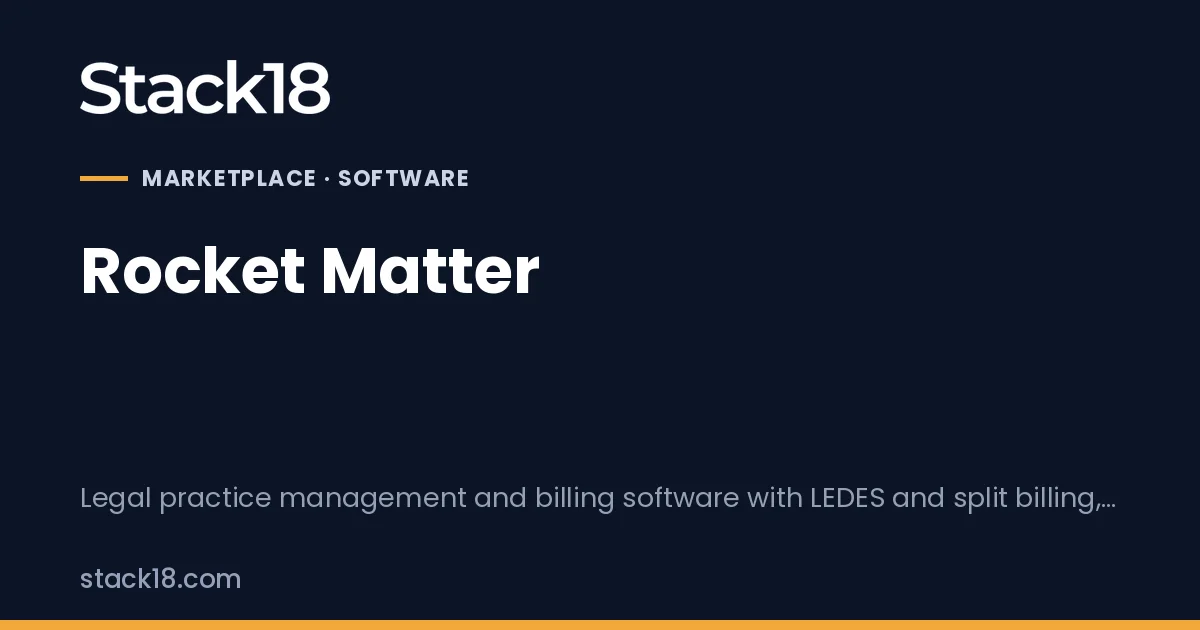 Stack18
MARKETPLACE · SOFTWARE
Rocket Matter
Legal practice management and billing software with LEDES and split billing,...
stack18.com